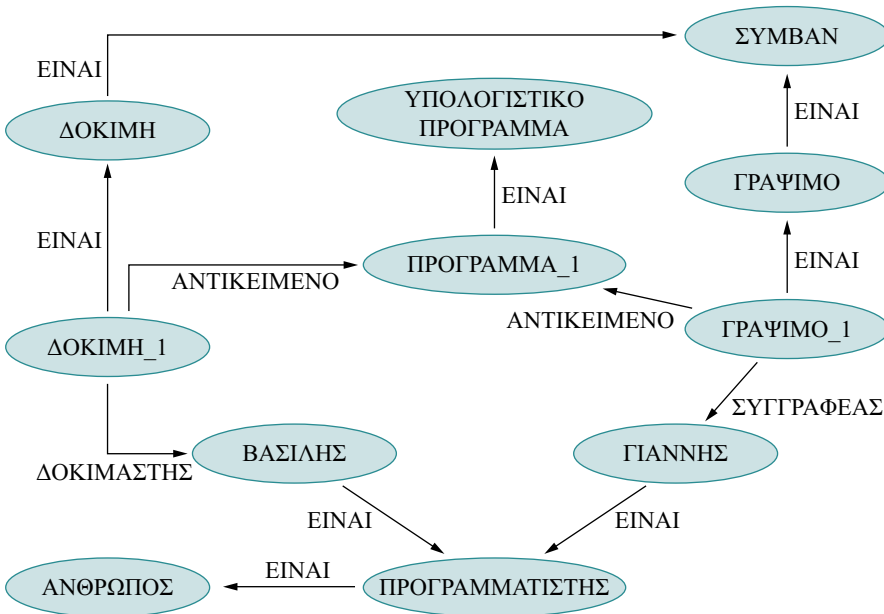 ΣΥΜΒΑΝ
ΕΙΝΑΙ
ΥΠΟΛΟΓΙΣΤΙΚΟ
ΠΡΟΓΡΑΜΜΑ
ΕΙΝΑΙ
ΔΟΚΙΜΗ
ΓΡΑΨΙΜΟ
ΕΙΝΑΙ
ΕΙΝΑΙ
ΕΙΝΑΙ
ΑΝΤΙΚΕΙΜΕΝΟ
ΠΡΟΓΡΑΜΜΑ_1
ΕΙΝΑΙ
ΑΝΤΙΚΕΙΜΕΝΟ
ΔΟΚΙΜΗ_1
ΓΡΑΨΙΜΟ_1
ΣΥΓΓΡΑΦΕΑΣ
ΔΟΚΙΜΑΣΤΗΣ
ΒΑΣΙΛΗΣ
ΓΙΑΝΝΗΣ
ΕΙΝΑΙ
ΕΙΝΑΙ
ΑΝΘΡΩΠΟΣ
ΕΙΝΑΙ
ΠΡΟΓΡΑΜΜΑΤΙΣΤΗΣ